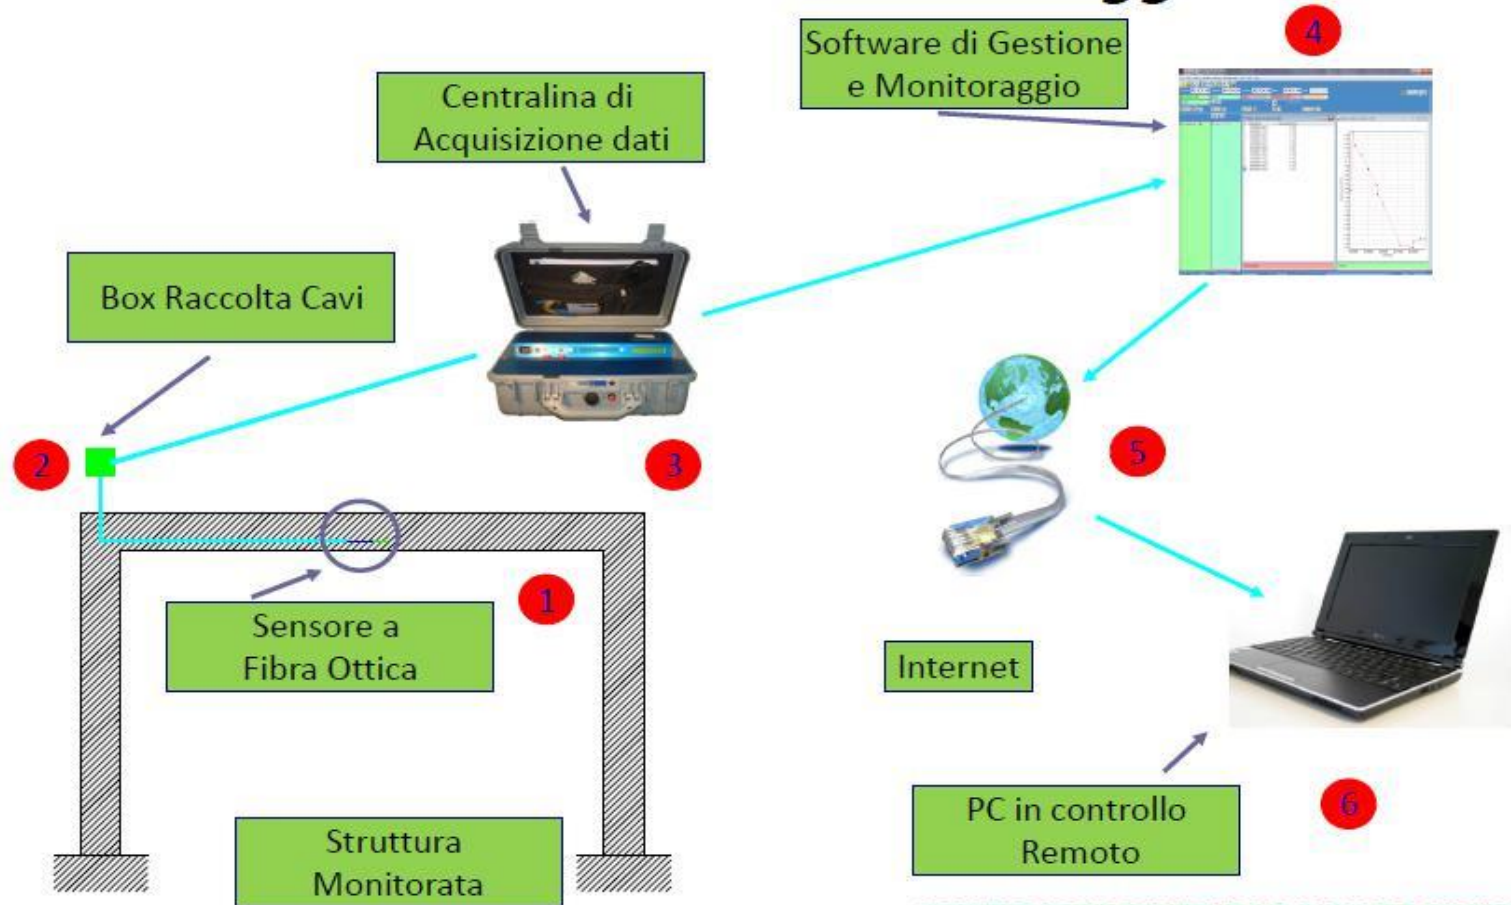 Software di Gestione
e Monitoraggio
4
Centralina di
Acquisizione dati
Box Raccolta Cavi
2
3
5
1
Sensore a
Fibra Ottica
Internet
PC in controllo
Remoto
6
Struttura
Monitorata